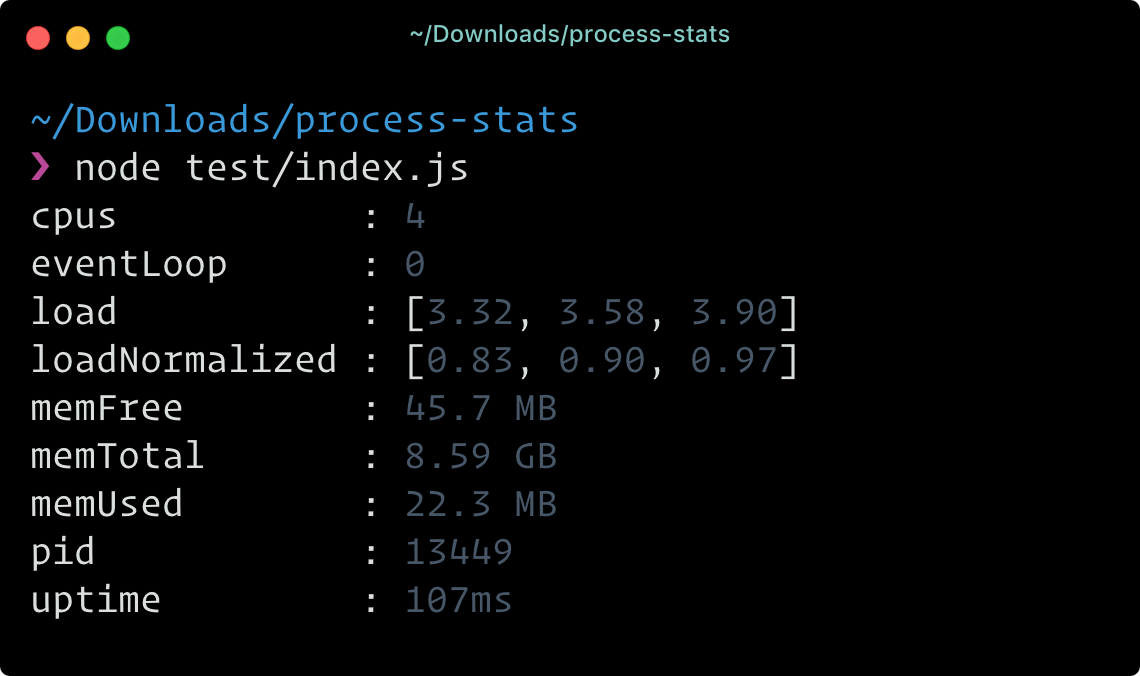 ~/Downloads/process-stats
~/Downloads/process-stats
❯ node test/index.js
cpus : 4
eventLoop : 0
load : [3.32, 3.58, 3.90]
loadNormalized : [0.83, 0.90, 0.97]
memFree : 45.7 MB
memTotal : 8.59 GB
memUsed : 22.3 MB
pid : 13449
uptime : 107ms